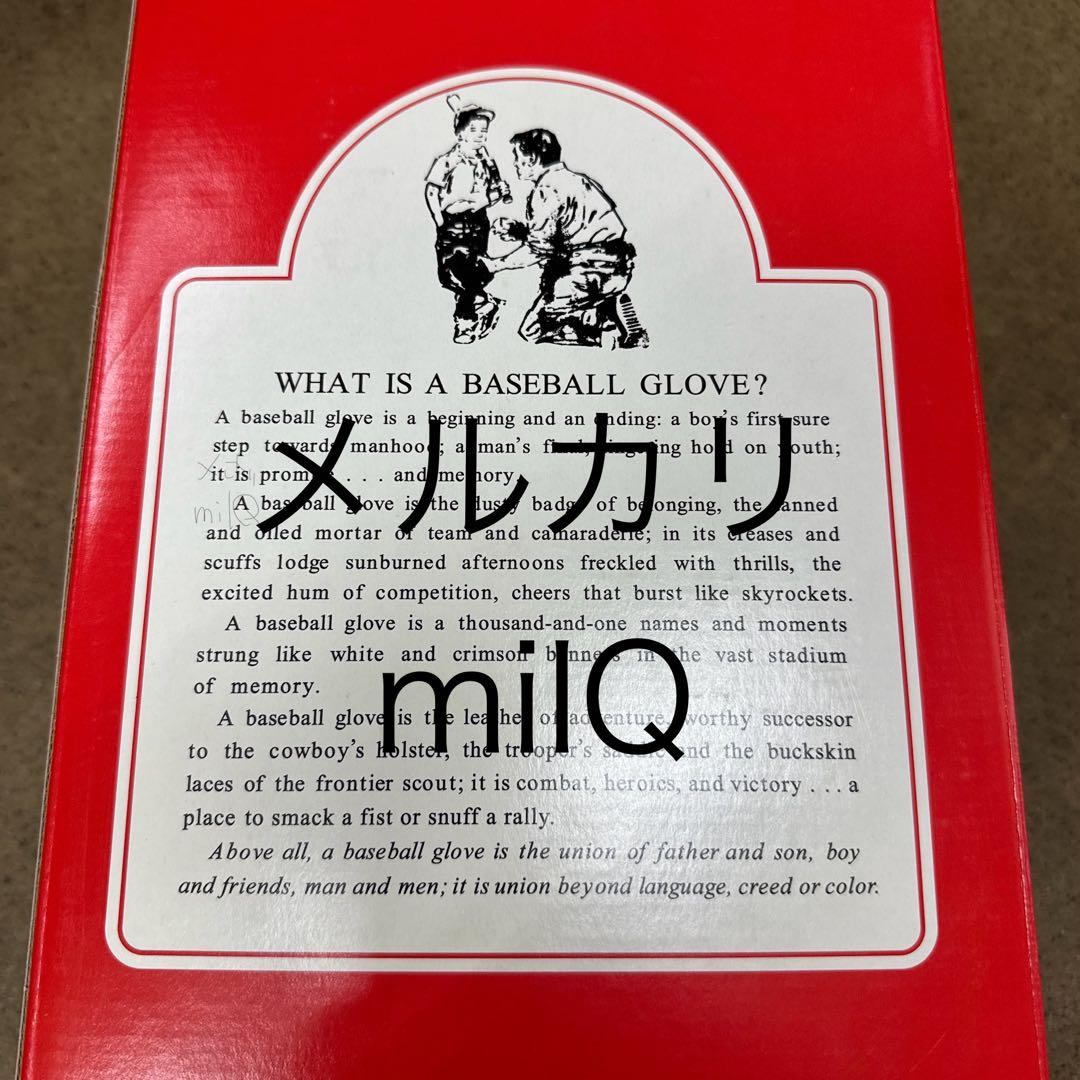 WHAT IS A BASEBALL GLOVE?
A baseball glove is a beginning and an ending: a boy's first sure
step towards manhood; a man's final, lingering hold on youth;
it is promise . . . and memory.
A baseball glove is the dusty badge of belonging, the tanned
and oiled mortar of team and camaraderie; in its creases and
scuffs lodge sunburned afternoons freckled with thrills, the
excited hum of competition, cheers that burst like skyrockets.
A baseball glove is a thousand-and-one names and moments
strung like white and crimson banners in the vast stadium
of memory.
A baseball glove is the leather of adventure, worthy successor
to the cowboy's holster, the trooper's saddle and the buckskin
laces of the frontier scout; it is combat, heroics, and victory . . . a
place to smack a fist or snuff a rally.
Above all, a baseball glove is the union of father and son, boy
and friends, man and men; it is union beyond language, creed or color.
メルカリ
milQ
milQ